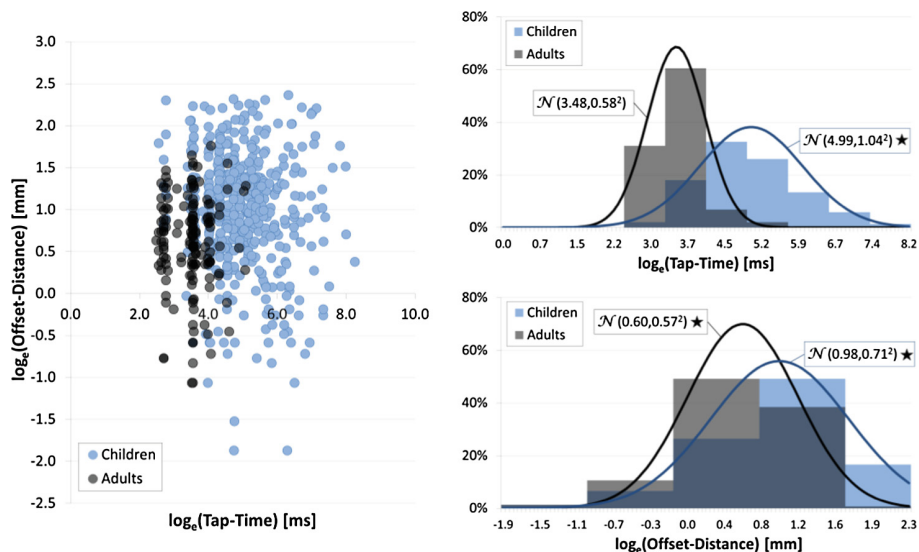 3.0
2.5
2.0
1.5
1.0
0.5
0.0
-0.5
-1.0
-1.5
-2.0
-2.5
0.0 2.0 4.0 6.0 8.0 10.0
logₑ(Offset-Distance) [mm]
Children
Adults
logₑ(Tap-Time) [ms]
80%
60%
40%
20%
0%
Children
Adults
𝒩(3.48,0.58²)
𝒩(4.99,1.04²) ★
0.0 0.7 1.5 2.2 3.0 3.7 4.5 5.2 5.9 6.7 7.4 8.2
logₑ(Tap-Time) [ms]
80%
60%
40%
20%
0%
Children
Adults
𝒩(0.60,0.57²) ★
𝒩(0.98,0.71²) ★
-1.9 -1.5 -1.1 -0.7 -0.3 0.0 0.4 0.8 1.2 1.6 1.9 2.3
logₑ(Offset-Distance) [mm]